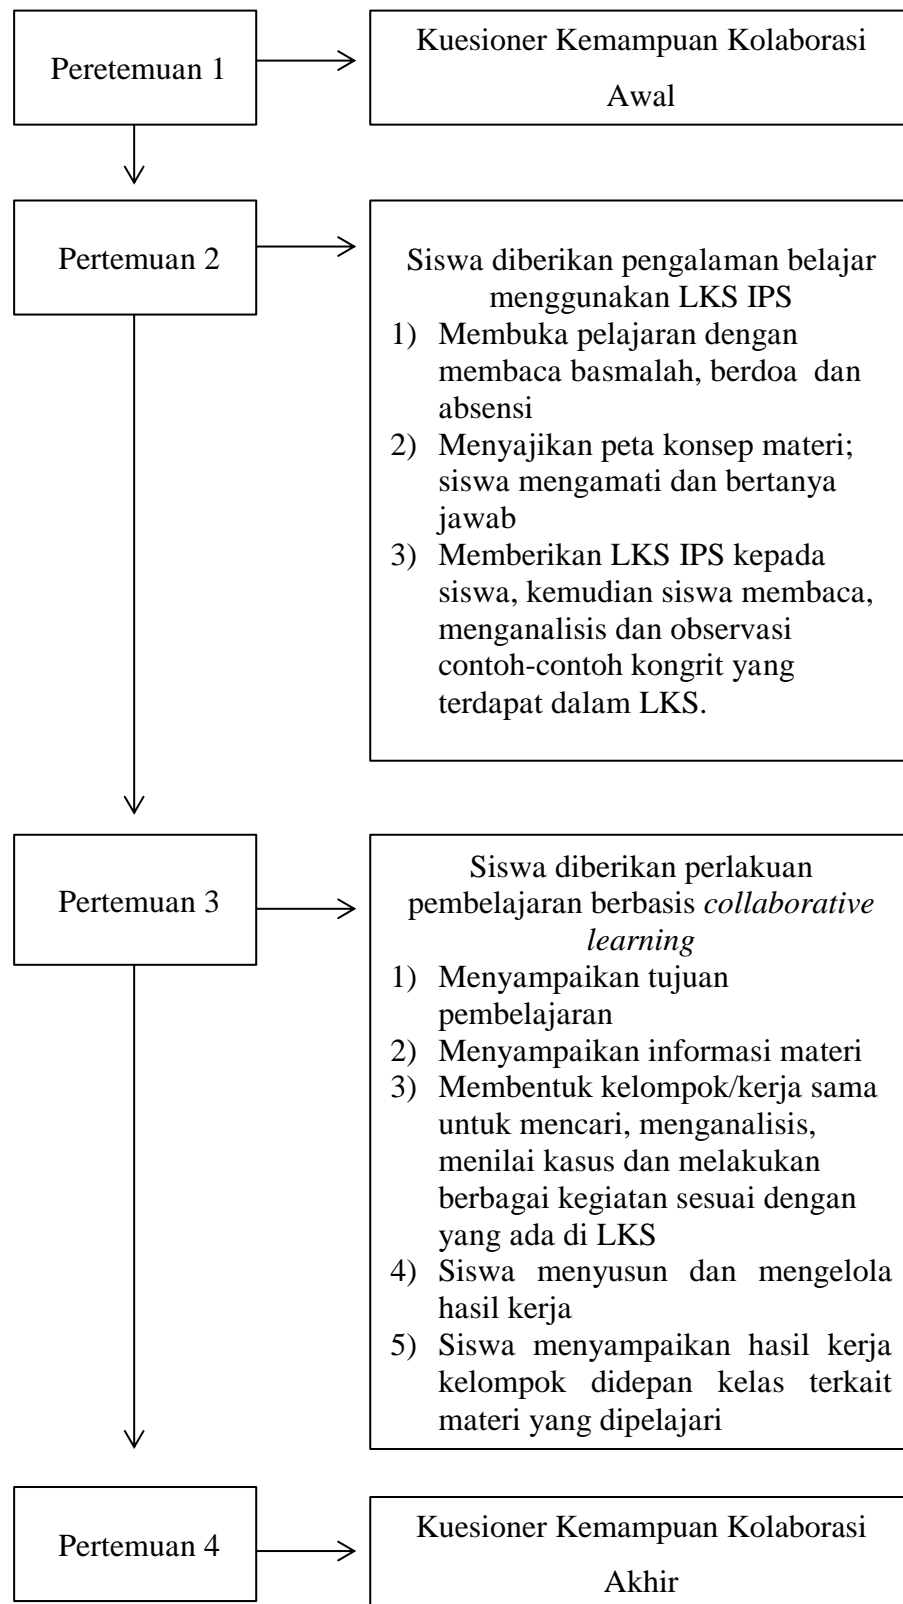 Peretemuan 1
Kuesioner Kemampuan Kolaborasi
Awal
Pertemuan 2
Siswa diberikan pengalaman belajar
menggunakan LKS IPS
1) Membuka pelajaran dengan
membaca basmalah, berdoa dan
absensi
2) Menyajikan peta konsep materi;
siswa mengamati dan bertanya
jawab
3) Memberikan LKS IPS kepada
siswa, kemudian siswa membaca,
menganalisis dan observasi
contoh-contoh kongrit yang
terdapat dalam LKS.
Pertemuan 3
Siswa diberikan perlakuan
pembelajaran berbasis collaborative
learning
1) Menyampaikan tujuan
pembelajaran
2) Menyampaikan informasi materi
3) Membentuk kelompok/kerja sama
untuk mencari, menganalisis,
menilai kasus dan melakukan
berbagai kegiatan sesuai dengan
yang ada di LKS
4) Siswa menyusun dan mengelola
hasil kerja
5) Siswa menyampaikan hasil kerja
kelompok didepan kelas terkait
materi yang dipelajari
Pertemuan 4
Kuesioner Kemampuan Kolaborasi
Akhir